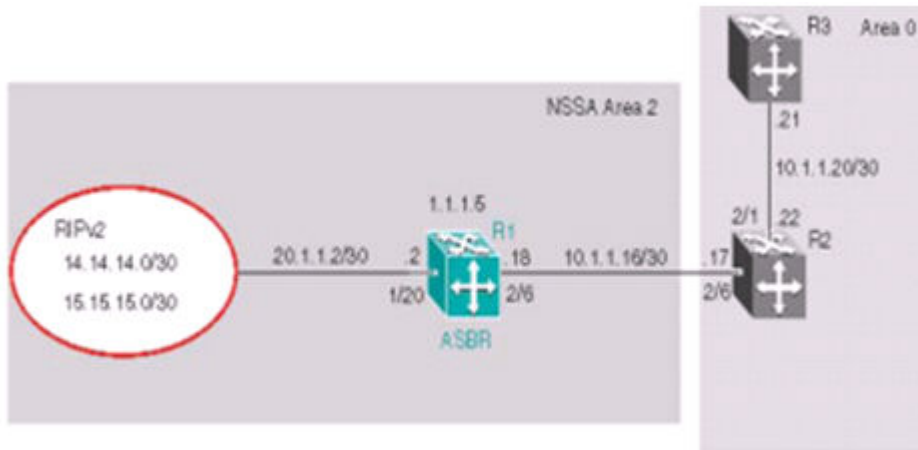 R3 Area 0
NSSA Area 2
.21
10.1.1.20/30
1.1.1.5
RIPv2
R1
2/1 .22
R2
14.14.14.0/30
20.1.1.2/30 .2
.18 10.1.1.16/30 .17
15.15.15.0/30
1/20
2/6
2/6
ASBR